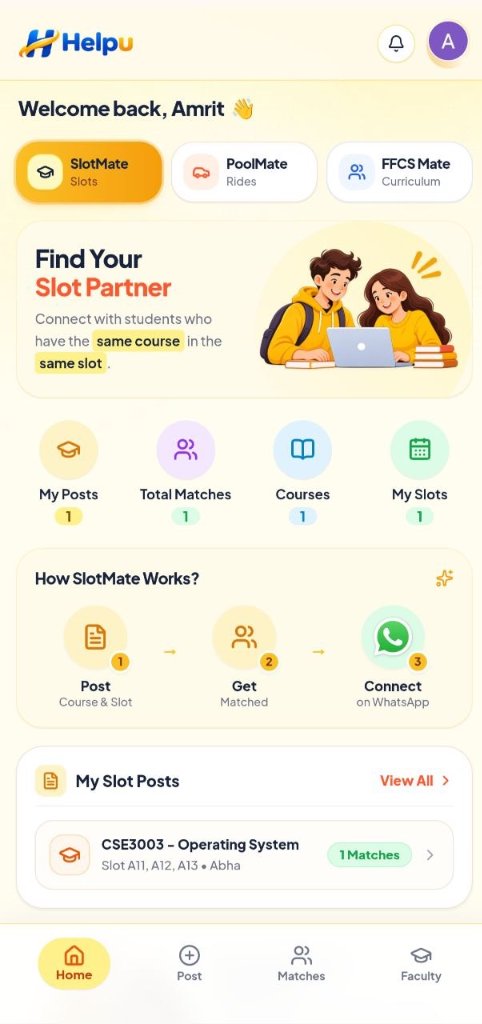 Helpu
A
Welcome back, Amrit 👋
SlotMate
Slots
PoolMate
Rides
FFCS Mate
Curriculum
Find Your
Slot Partner
Connect with students who
have the same course in the
same slot .
My Posts
1
Total Matches
1
Courses
1
My Slots
1
How SlotMate Works?
1
Post
Course & Slot
→
2
Get
Matched
→
3
Connect
on WhatsApp
My Slot Posts
View All
CSE3003 - Operating System
Slot A11, A12, A13 • Abha
1 Matches
Home
Post
Matches
Faculty